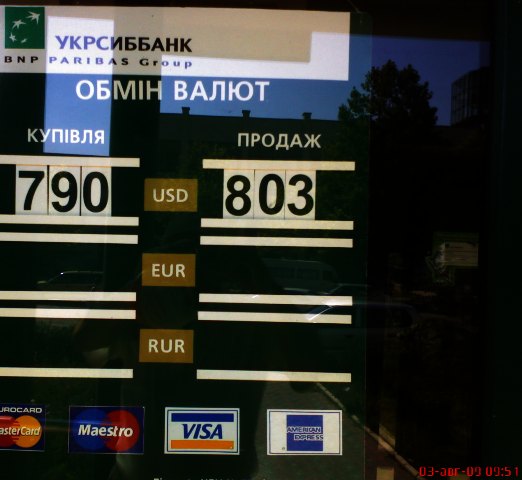 УКРСИББАНК
BNP PARIBAS Group
ОБМІН ВАЛЮТ
КУПІВЛЯ ПРОДАЖ
790 USD 803
EUR
RUR
EUROCARD
MasterCard Maestro VISA AMERICAN EXPRESS
03-авг-09 09:51